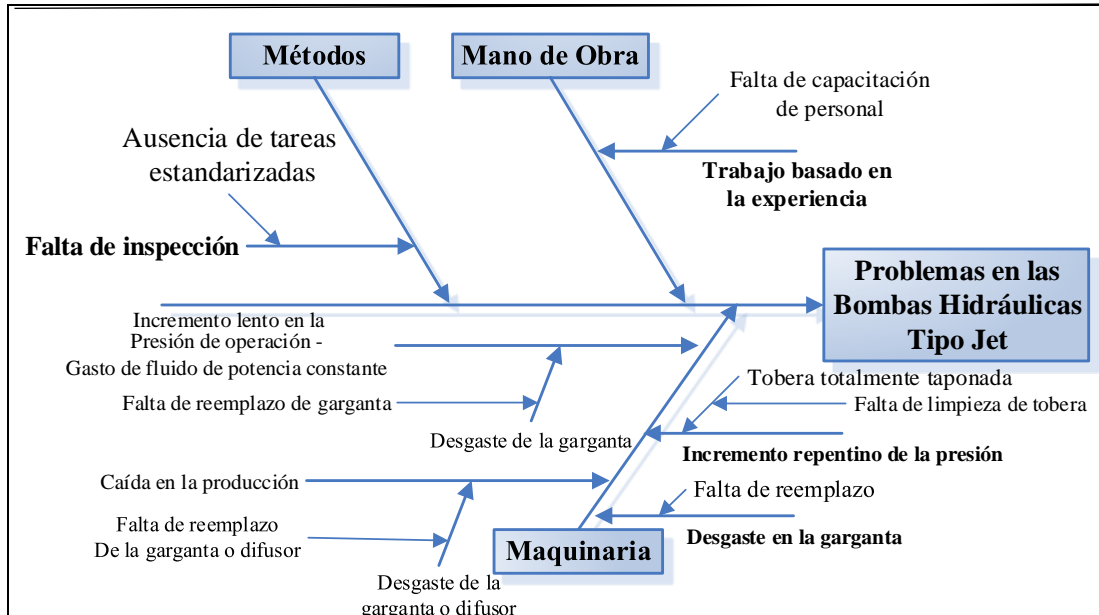 Métodos
Mano de Obra
Falta de capacitación
de personal
Ausencia de tareas
estandarizadas
Trabajo basado en
la experiencia
Falta de inspección
Problemas en las
Bombas Hidráulicas
Tipo Jet
Incremento lento en la
Presión de operación -
Gasto de fluido de potencia constante
Tobera totalmente taponada
Falta de reemplazo de garganta
Falta de limpieza de tobera
Desgaste de la garganta
Incremento repentino de la presión
Caída en la producción
Falta de reemplazo
Falta de reemplazo
De la garganta o difusor
Desgaste en la garganta
Maquinaria
Desgaste de la
garganta o difusor